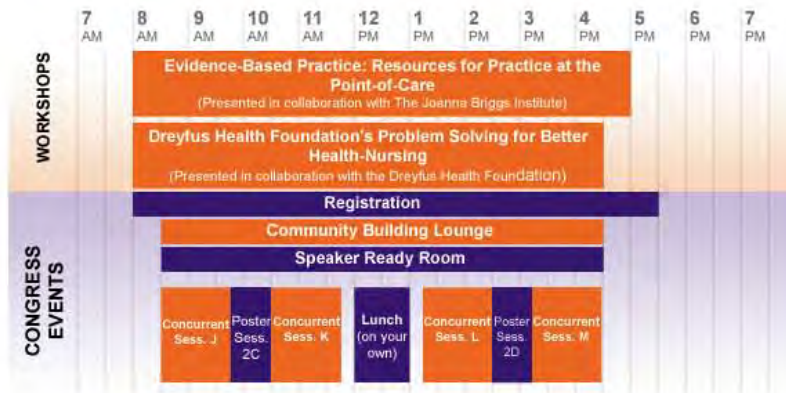 7 8 9 10 11 12 1 2 3 4 5 6 7
AM AM AM AM AM PM PM PM PM PM PM PM PM
WORKSHOPS
Evidence-Based Practice: Resources for Practice at the
Point-of-Care
(Presented in collaboration with The Joanna Briggs Institute)
Dreyfus Health Foundation's Problem Solving for Better
Health-Nursing
(Presented in collaboration with the Dreyfus Health Foundation)
CONGRESS
EVENTS
Registration
Community Building Lounge
Speaker Ready Room
Concurrent
Sess. J
Poster
Sess.
2C
Concurrent
Sess. K
Lunch
(on your
own)
Concurrent
Sess. L
Poster
Sess.
2D
Concurrent
Sess. M